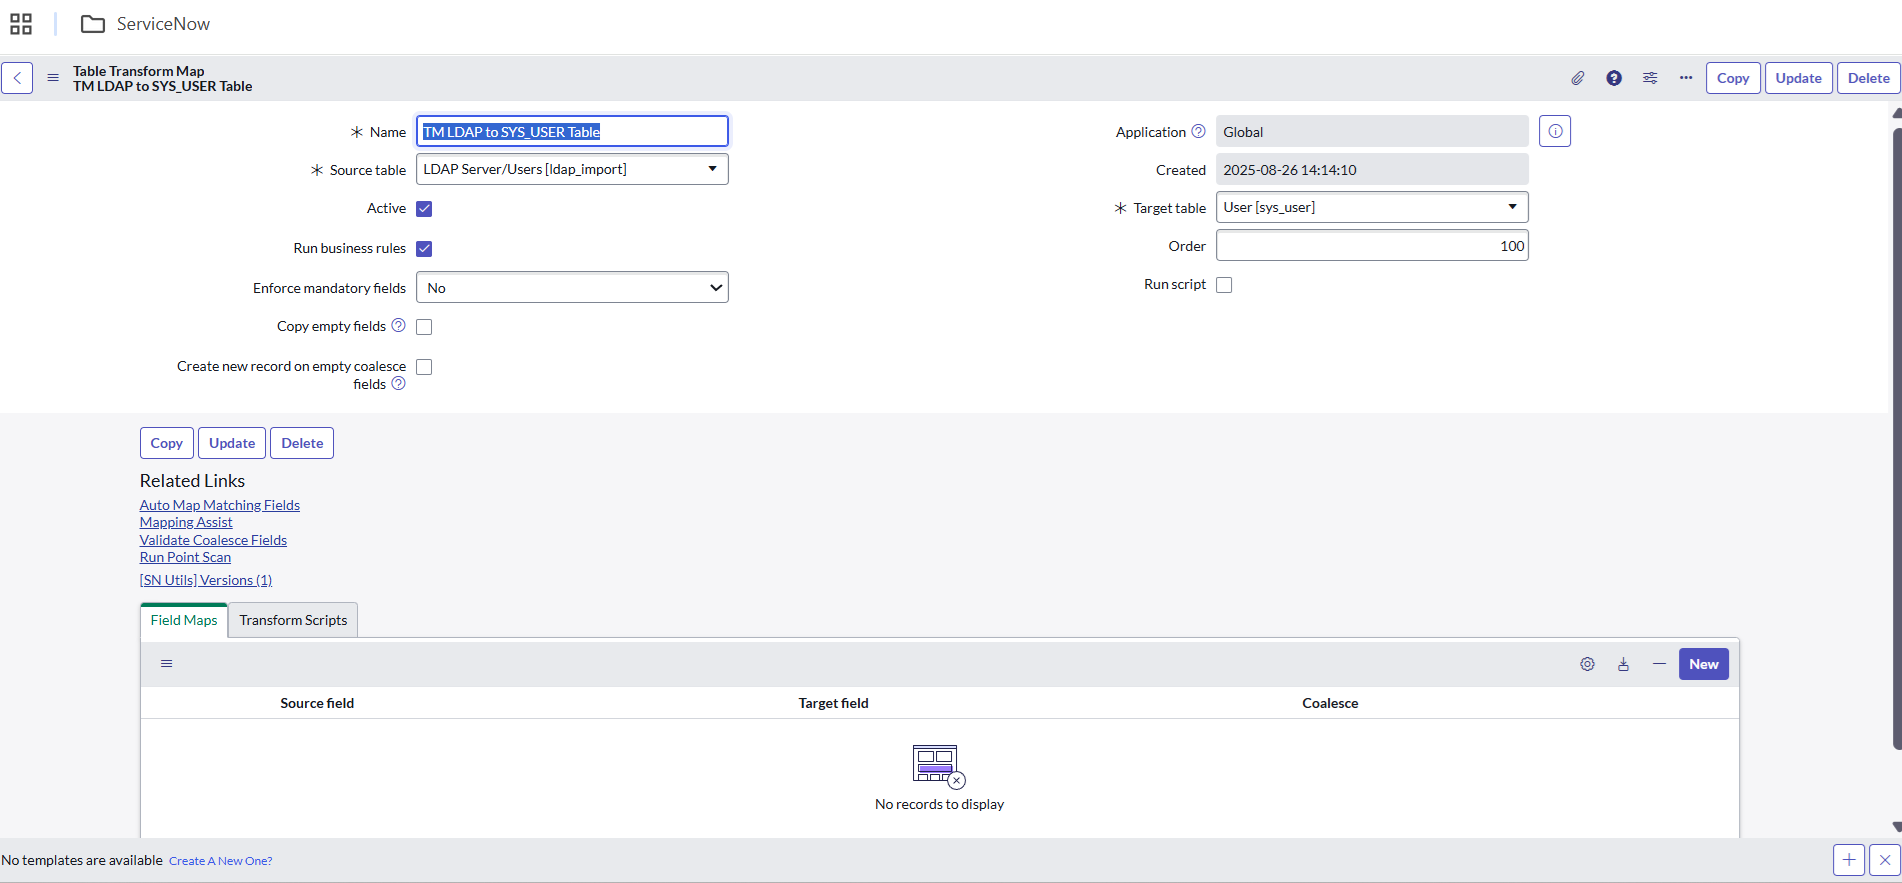 ServiceNow
Table Transform Map
TM LDAP to SYS_USER Table
Copy
Update
Delete
Name
TM LDAP to SYS_USER Table
Source table
LDAP Server/Users [ldap_import]
Active
Run business rules
Enforce mandatory fields
No
Copy empty fields
Create new record on empty coalesce
fields
Application
Global
Created
2025-08-26 14:14:10
Target table
User [sys_user]
Order
100
Run script
Copy
Update
Delete
Related Links
Auto Map Matching Fields
Mapping Assist
Validate Coalesce Fields
Run Point Scan
[SN Utils] Versions (1)
Field Maps
Transform Scripts
New
Source field
Target field
Coalesce
No records to display
No templates are available
Create A New One?